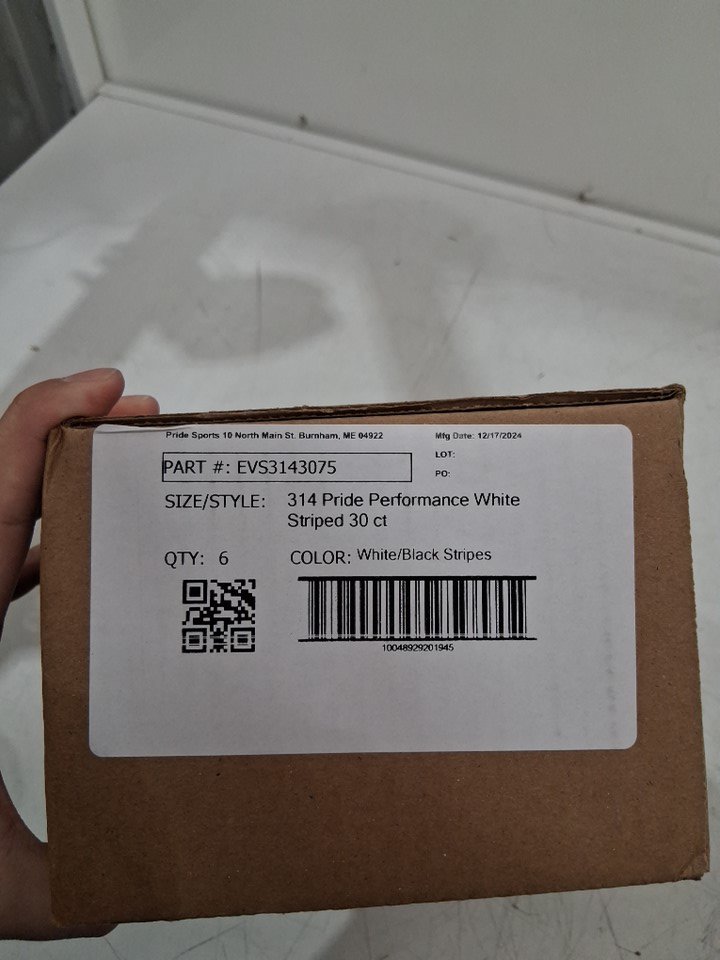 Pride Sports 10 North Main St. Burnham, ME 04922
Mfg Date: 12/17/2024
LOT:
PO:
PART #: EVS3143075
SIZE/STYLE: 314 Pride Performance White
Striped 30 ct
QTY: 6 COLOR: White/Black Stripes
10048929201945